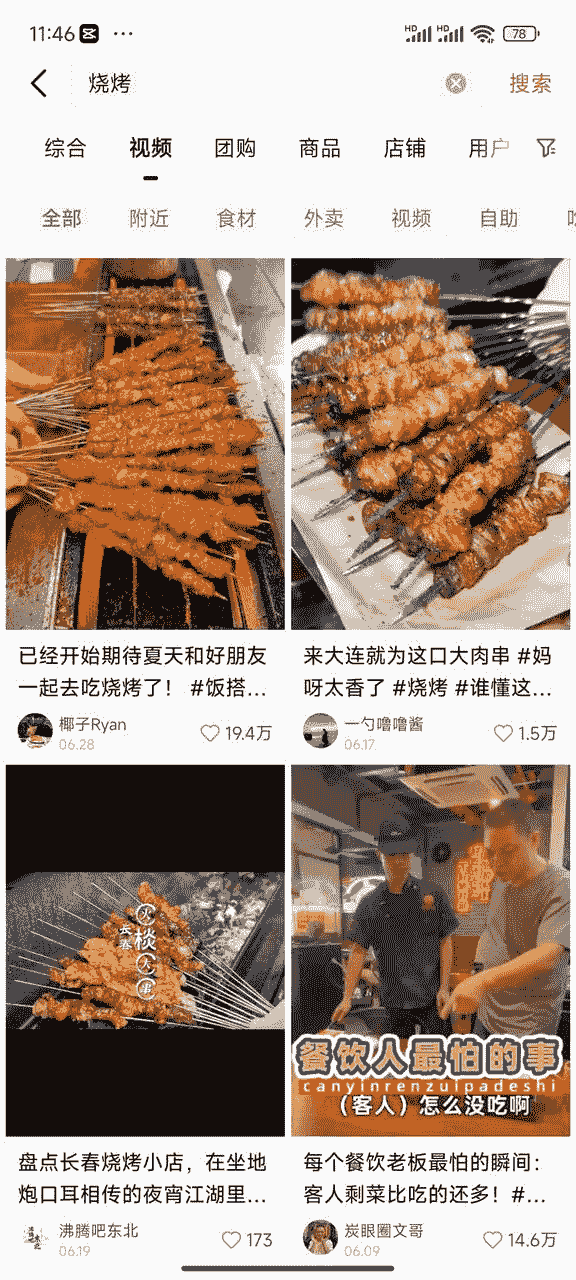 11:46
HD HD 78
烧烤 搜索
综合 视频 团购 商品 店铺 用户
全部 附近 食材 外卖 视频 自助
已经开始期待夏天和好朋友
一起去吃烧烤了！ #饭搭...
椰子Ryan
06.28
19.4万
来大连就为这口大肉串 #妈
呀太香了 #烧烤 #谁懂这...
一勺噜噜酱
06.17
1.5万
长春
火槪大串
餐饮人最怕的事
canyinrenzuipadeshi
（客人）怎么没吃啊
盘点长春烧烤小店，在坐地
炮口耳相传的夜宵江湖里...
沸腾吧东北
06.19
173
每个餐饮老板最怕的瞬间：
客人剩菜比吃的还多！#...
炭眼圈文哥
06.09
14.6万